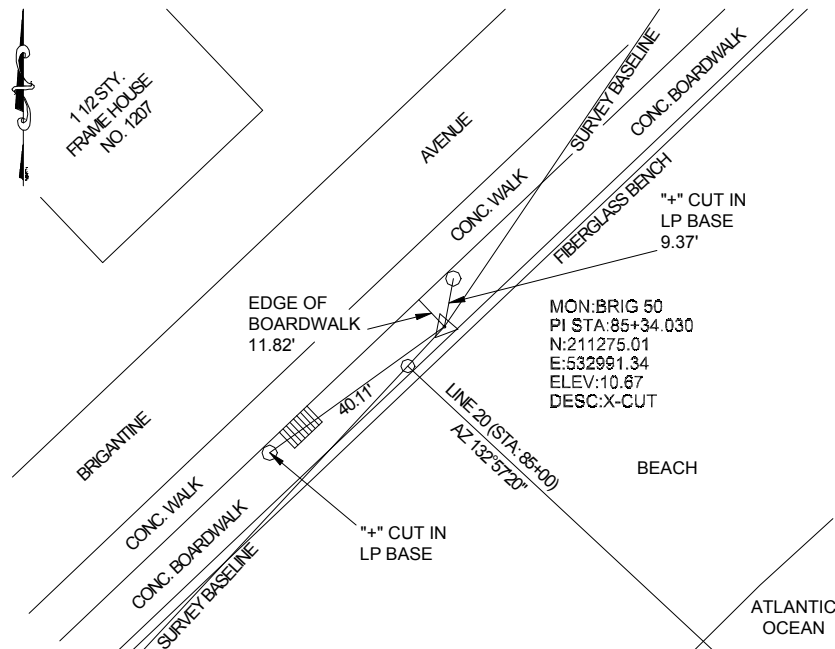 1 1/2 STY.
FRAME HOUSE
NO. 1207
AVENUE
SURVEY BASELINE
CONC. BOARDWALK
CONC. WALK
FIBERGLASS BENCH
"+" CUT IN
LP BASE
9.37'
EDGE OF
BOARDWALK
11.82'
MON:BRIG 50
PI STA:85+34.030
N:211275.01
E:532991.34
ELEV:10.67
DESC:X-CUT
40.11'
LINE 20 (STA: 85+00)
AZ 132°57'20"
BRIGANTINE
BEACH
CONC. WALK
"+" CUT IN
LP BASE
CONC. BOARDWALK
SURVEY BASELINE
ATLANTIC
OCEAN